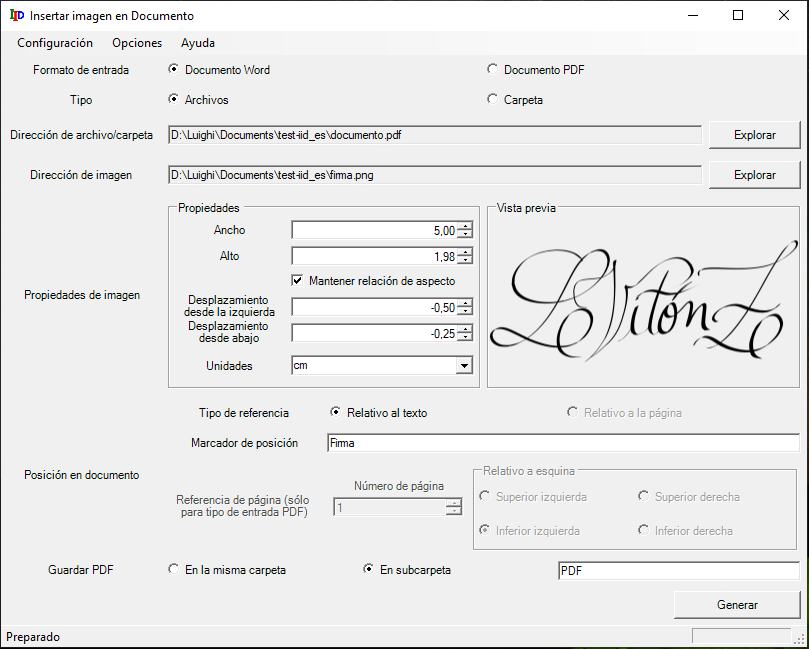 IID Insertar imagen en Documento
Configuración Opciones Ayuda
Formato de entrada Documento Word Documento PDF
Tipo Archivos Carpeta
Dirección de archivo/carpeta D:\Luighi\Documents\test-iid_es\documento.pdf Explorar
Dirección de imagen D:\Luighi\Documents\test-iid_es\firma.png Explorar
Propiedades de imagen
Propiedades
Ancho 5,00
Alto 1,98
Mantener relación de aspecto
Desplazamiento
desde la izquierda -0,50
Desplazamiento
desde abajo -0,25
Unidades cm
Vista previa
LVitónZ
Posición en documento
Tipo de referencia Relativo al texto Relativo a la página
Marcador de posición Firma
Referencia de página (sólo
para tipo de entrada PDF)
Número de página
1
Relativo a esquina
Superior izquierda Superior derecha
Inferior izquierda Inferior derecha
Guardar PDF En la misma carpeta En subcarpeta PDF
Generar
Preparado